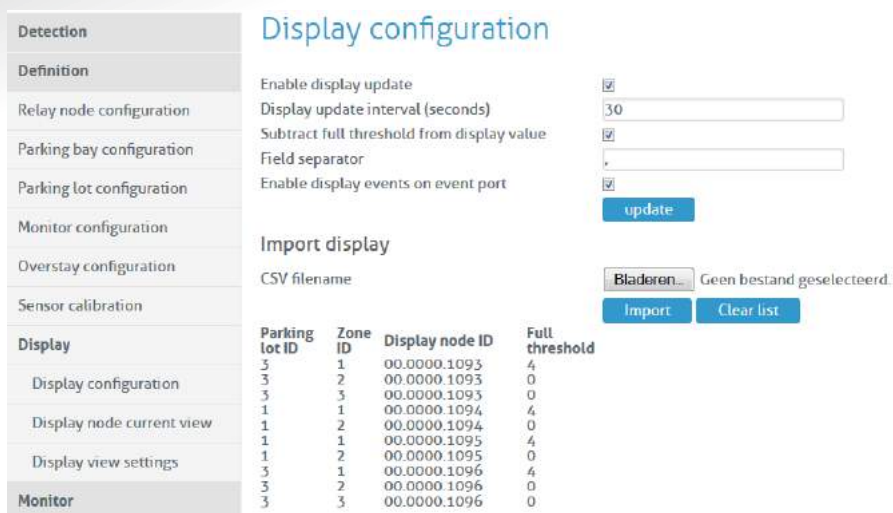 Detection
Definition
Relay node configuration
Parking bay configuration
Parking lot configuration
Monitor configuration
Overstay configuration
Sensor calibration
Display
Display configuration
Display node current view
Display view settings
Monitor
Display configuration
Enable display update
Display update interval (seconds) 30
Subtract full threshold from display value
Field separator ,
Enable display events on event port
update
Import display
CSV filename Bladeren... Geen bestand geselecteerd.
Import Clear list
Parking lot ID Zone ID Display node ID Full threshold
3 1 00.0000.1093 4
3 2 00.0000.1093 0
3 3 00.0000.1093 0
1 1 00.0000.1094 4
1 2 00.0000.1094 0
1 1 00.0000.1095 4
1 2 00.0000.1095 0
3 1 00.0000.1096 4
3 2 00.0000.1096 0
3 3 00.0000.1096 0